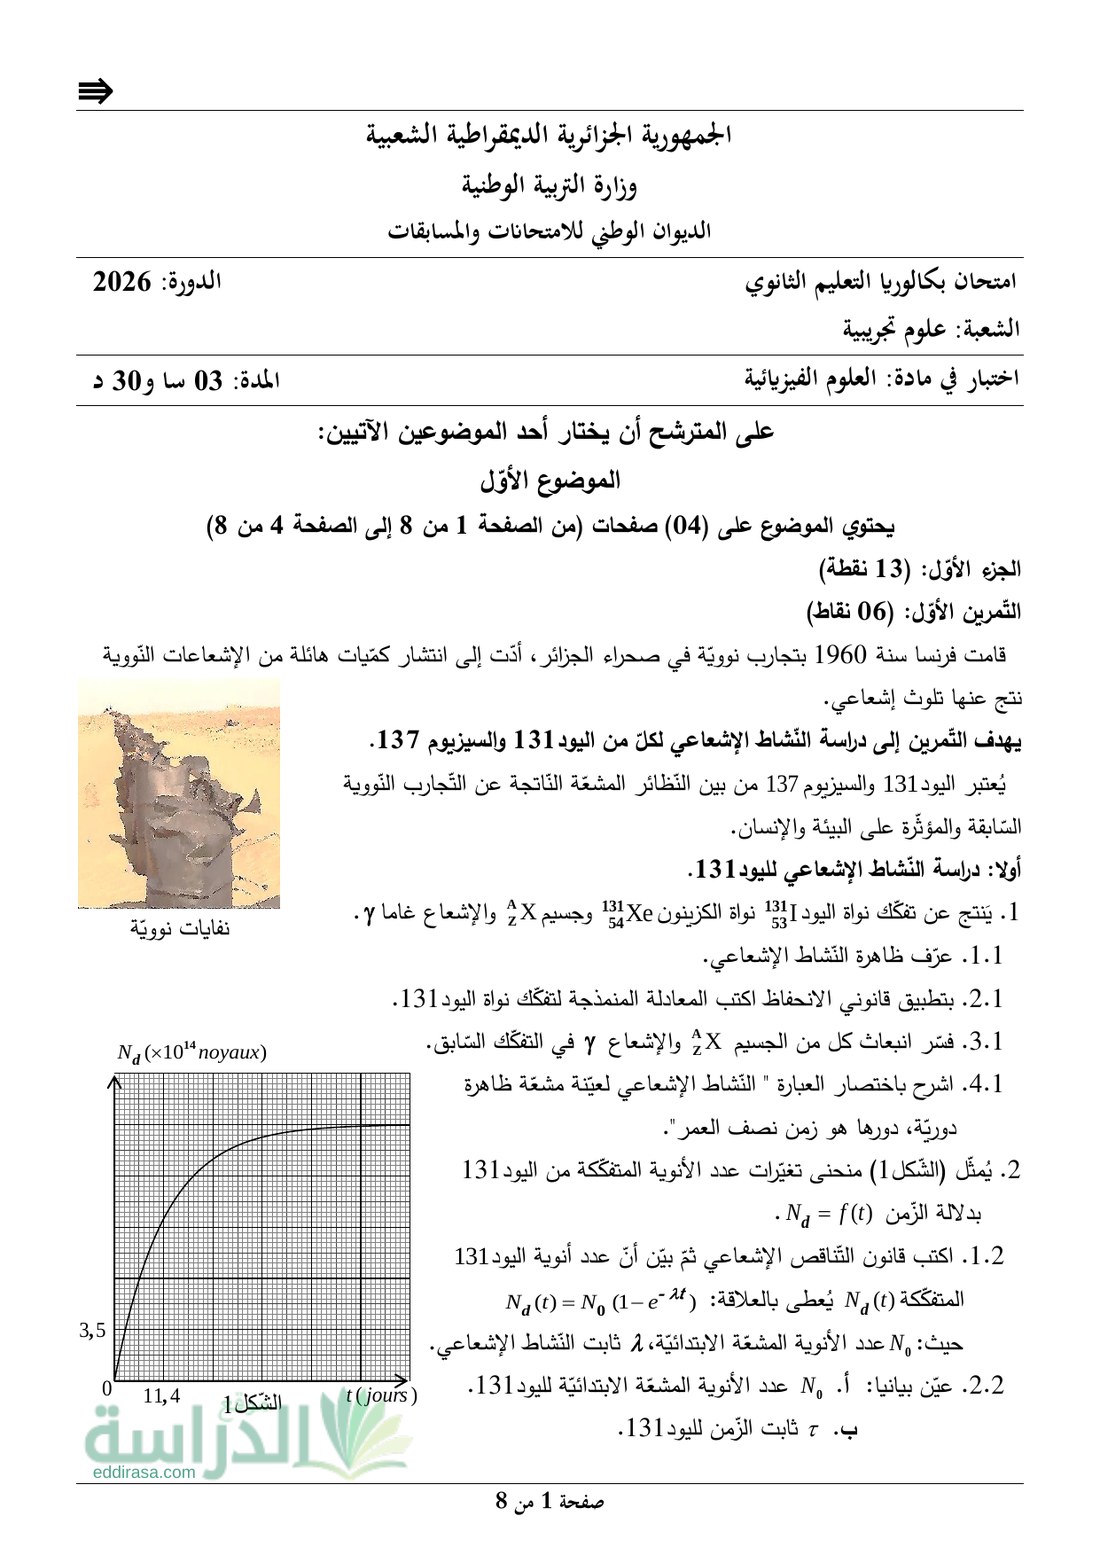 ⇛
الجمهورية الجزائرية الديمقراطية الشعبية
وزارة التربية الوطنية
الديوان الوطني للامتحانات والمسابقات
امتحان بكالوريا التعليم الثانوي الدورة: 2026
الشعبة: علوم تجريبية
اختبار في مادة: العلوم الفيزيائية المدة: 03 سا و30 د
على المترشح أن يختار أحد الموضوعين الآتيين:
الموضوع الأوّل
يحتوي الموضوع على (04) صفحات (من الصفحة 1 من 8 إلى الصفحة 4 من 8)
الجزء الأوّل: (13 نقطة)
التّمرين الأوّل: (06 نقاط)
قامت فرنسا سنة 1960 بتجارب نوويّة في صحراء الجزائر، أدّت إلى انتشار كمّيات هائلة من الإشعاعات النّووية
نتج عنها تلوث إشعاعي.
يهدف التّمرين إلى دراسة النّشاط الإشعاعي لكلّ من اليود131 والسيزيوم 137.
يُعتبر اليود131 والسيزيوم 137 من بين النّظائر المشعّة النّاتجة عن التّجارب النّووية
السّابقة والمؤثّرة على البيئة والإنسان.
أولا: دراسة النّشاط الإشعاعي لليود131.
نفايات نوويّة
1. يَنتج عن تفكّك نواة اليود ¹³¹₅₃I نواة الكزينون ¹³¹₅₄Xe وجسيم ᴬ_ZX والإشعاع غاما γ.
1.1. عرّف ظاهرة النّشاط الإشعاعي.
2.1. بتطبيق قانوني الانحفاظ اكتب المعادلة المنمذجة لتفكّك نواة اليود131.
3.1. فسّر انبعاث كل من الجسيم ᴬ_ZX والإشعاع γ في التفكّك السّابق.
4.1. اشرح باختصار العبارة " النّشاط الإشعاعي لعيّنة مشعّة ظاهرة
دوريّة، دورها هو زمن نصف العمر".
2. يُمثّل (الشّكل1) منحنى تغيّرات عدد الأنوية المتفكّكة من اليود131
بدلالة الزّمن N_d = f(t) .
1.2. اكتب قانون التّناقص الإشعاعي ثمّ بيّن أنّ عدد أنوية اليود131
المتفكّكة N_d(t) يُعطى بالعلاقة: N_d(t) = N₀ (1– e^{-λt})
حيث: N₀ عدد الأنوية المشعّة الابتدائيّة، λ ثابت النّشاط الإشعاعي.
2.2. عيّن بيانيا: أ. N₀ عدد الأنوية المشعّة الابتدائيّة لليود131.
ب. τ ثابت الزّمن لليود131.
N_d (×10¹⁴ noyaux)
3,5
0
11,4
t (jours)
الشّكل1
موقع
الدراسة
eddirasa.com
صفحة 1 من 8